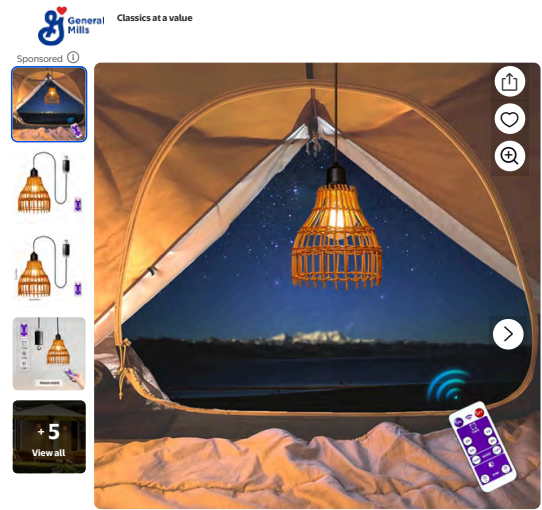 General
Mills
Classics at a value
Sponsored
+5
View all